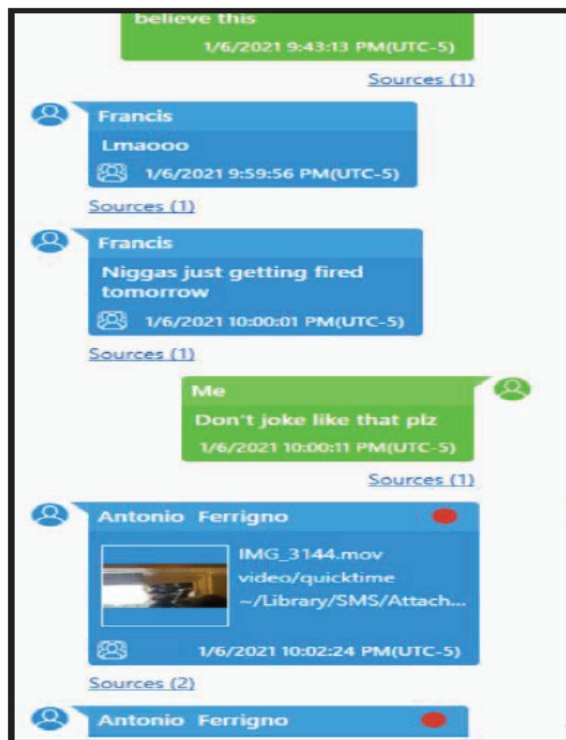 believe this
1/6/2021 9:43:13 PM(UTC-5)
Sources (1)
Francis
Lmaooo
1/6/2021 9:59:56 PM(UTC-5)
Sources (1)
Francis
Niggas just getting fired
tomorrow
1/6/2021 10:00:01 PM(UTC-5)
Sources (1)
Me
Don't joke like that plz
1/6/2021 10:00:11 PM(UTC-5)
Sources (1)
Antonio Ferrigno
IMG_3144.mov
video/quicktime
~/Library/SMS/Attach...
1/6/2021 10:02:24 PM(UTC-5)
Sources (2)
Antonio Ferrigno